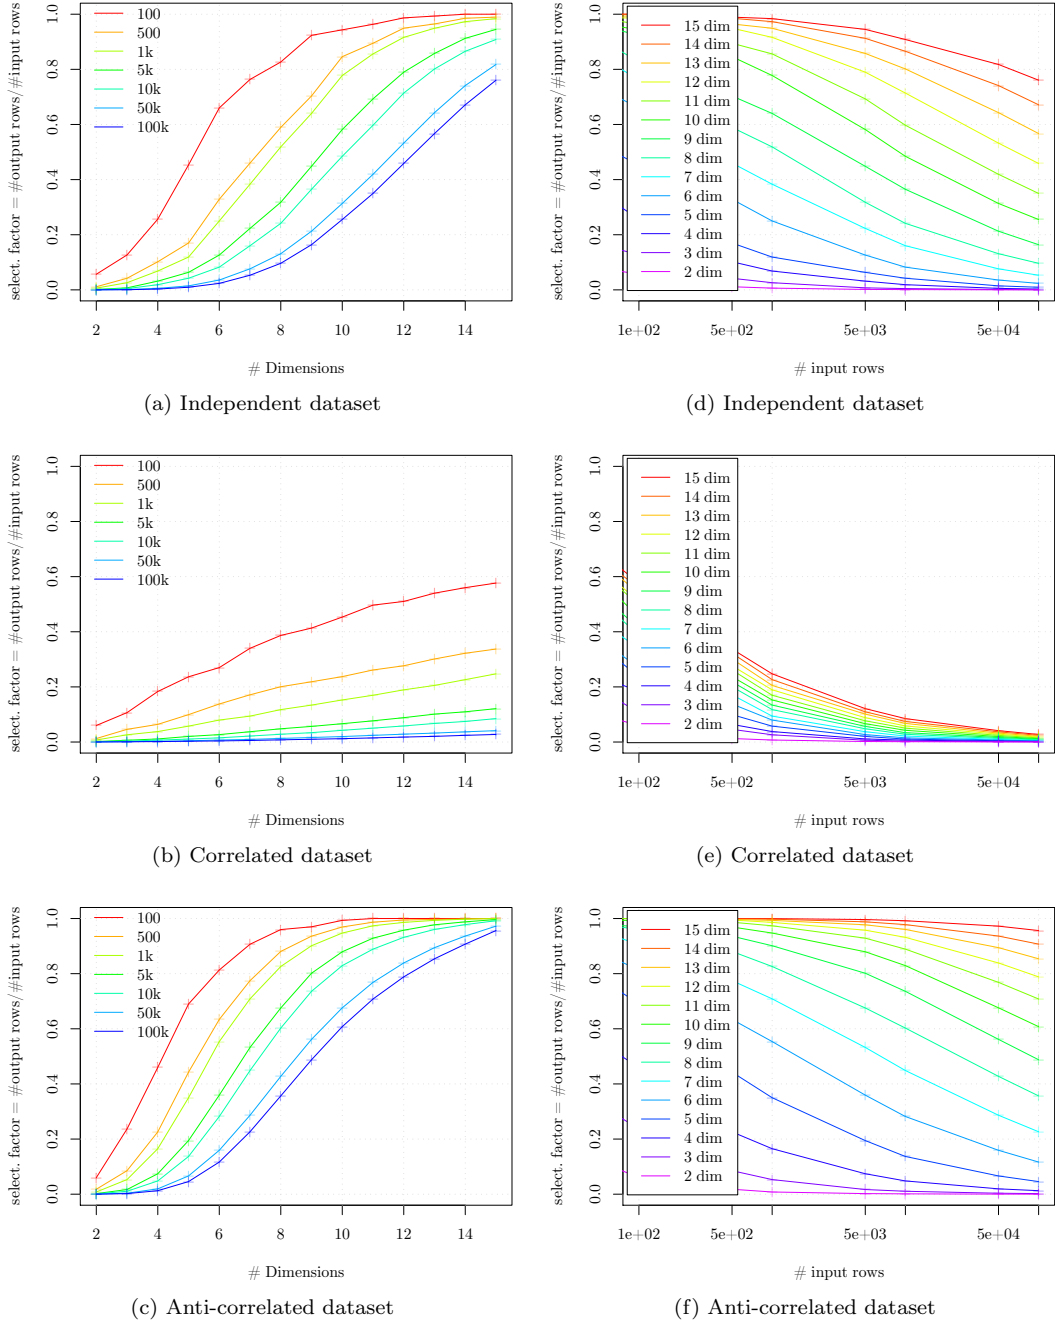 select. factor = #output rows/#input rows
1.0
0.8
0.6
0.4
0.2
0.0
100
500
1k
5k
10k
50k
100k
2 4 6 8 10 12 14
# Dimensions
(a) Independent dataset
select. factor = #output rows/#input rows
1.0
0.8
0.6
0.4
0.2
0.0
15 dim
14 dim
13 dim
12 dim
11 dim
10 dim
9 dim
8 dim
7 dim
6 dim
5 dim
4 dim
3 dim
2 dim
1e+02 5e+02 5e+03 5e+04
# input rows
(d) Independent dataset
select. factor = #output rows/#input rows
1.0
0.8
0.6
0.4
0.2
0.0
100
500
1k
5k
10k
50k
100k
2 4 6 8 10 12 14
# Dimensions
(b) Correlated dataset
select. factor = #output rows/#input rows
1.0
0.8
0.6
0.4
0.2
0.0
15 dim
14 dim
13 dim
12 dim
11 dim
10 dim
9 dim
8 dim
7 dim
6 dim
5 dim
4 dim
3 dim
2 dim
1e+02 5e+02 5e+03 5e+04
# input rows
(e) Correlated dataset
select. factor = #output rows/#input rows
1.0
0.8
0.6
0.4
0.2
0.0
100
500
1k
5k
10k
50k
100k
2 4 6 8 10 12 14
# Dimensions
(c) Anti-correlated dataset
select. factor = #output rows/#input rows
1.0
0.8
0.6
0.4
0.2
0.0
15 dim
14 dim
13 dim
12 dim
11 dim
10 dim
9 dim
8 dim
7 dim
6 dim
5 dim
4 dim
3 dim
2 dim
1e+02 5e+02 5e+03 5e+04
# input rows
(f) Anti-correlated dataset